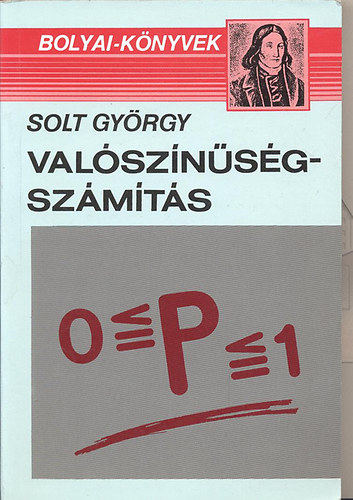 BOLYAI-KÖNYVEK
SOLT GYÖRGY
VALÓSZÍNŰSÉG-
SZÁMÍTÁS
0 ≦ P ≦ 1